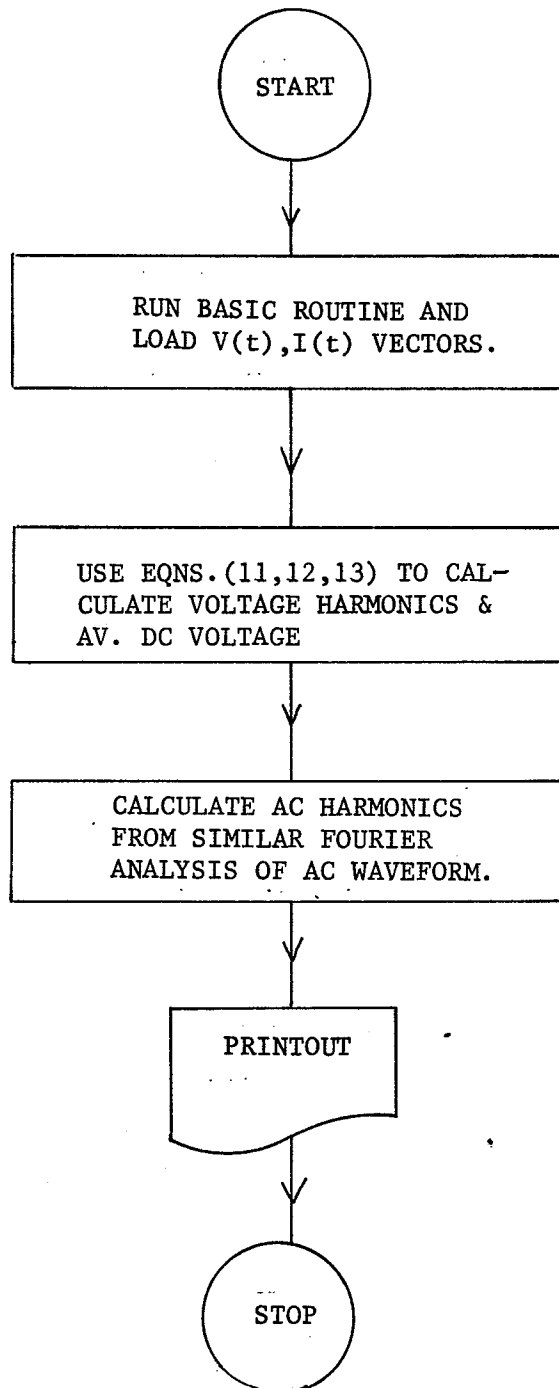 START
RUN BASIC ROUTINE AND
LOAD V(t),I(t) VECTORS.
USE EQNS.(11,12,13) TO CAL-
CULATE VOLTAGE HARMONICS &
AV. DC VOLTAGE
CALCULATE AC HARMONICS
FROM SIMILAR FOURIER
ANALYSIS OF AC WAVEFORM.
PRINTOUT
STOP